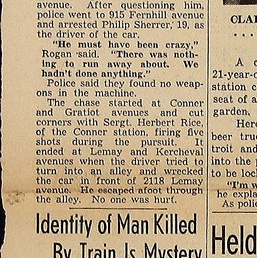 avenue. After questioning him,
police went to 915 Fernhill avenue
and arrested Philip Sherrer, 19, as
the driver of the car.
"He must have been crazy,"
Rogan said. "There was noth-
ing to run away about. We
hadn't done anything."
Police said they found no weap-
ons in the machine.
The chase started at Conner
and Gratiot avenues and cut
corners with Sergt. Herbert Rice,
of the Conner station, firing five
shots during the pursuit. It
ended at Lemay and Kercheval
avenues when the driver tried to
turn into an alley and wrecked
the car in front of 2118 Lemay
avenue. He escaped afoot through
the alley. No one was hurt.
Identity of Man Killed
By Train Is Mystery
CLA
A
21-year-o
station c
seat of a
garden,
Here
beer truc
troit and
into the p
to be loc
"I'm w
he expla
As polic
Held